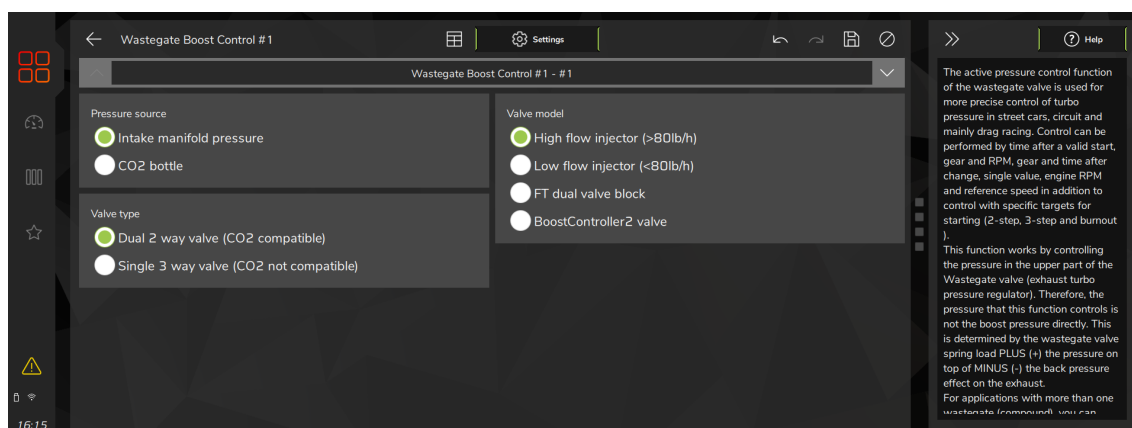 Wastegate Boost Control #1
Settings
Wastegate Boost Control #1 - #1
Pressure source
Intake manifold pressure
CO2 bottle
Valve type
Dual 2 way valve (CO2 compatible)
Single 3 way valve (CO2 not compatible)
Valve model
High flow injector (>80lb/h)
Low flow injector (<80lb/h)
FT dual valve block
BoostController2 valve
Help
The active pressure control function
of the wastegate valve is used for
more precise control of turbo
pressure in street cars, circuit and
mainly drag racing. Control can be
performed by time after a valid start,
gear and RPM, gear and time after
change, single value, engine RPM
and reference speed in addition to
control with specific targets for
starting (2-step, 3-step and burnout
).
This function works by controlling
the pressure in the upper part of the
Wastegate valve (exhaust turbo
pressure regulator). Therefore, the
pressure that this function controls is
not the boost pressure directly. This
is determined by the wastegate valve
spring load PLUS (+) the pressure on
top of MINUS (-) the back pressure
effect on the exhaust.
For applications with more than one
wastegate (compound), you can
16:15